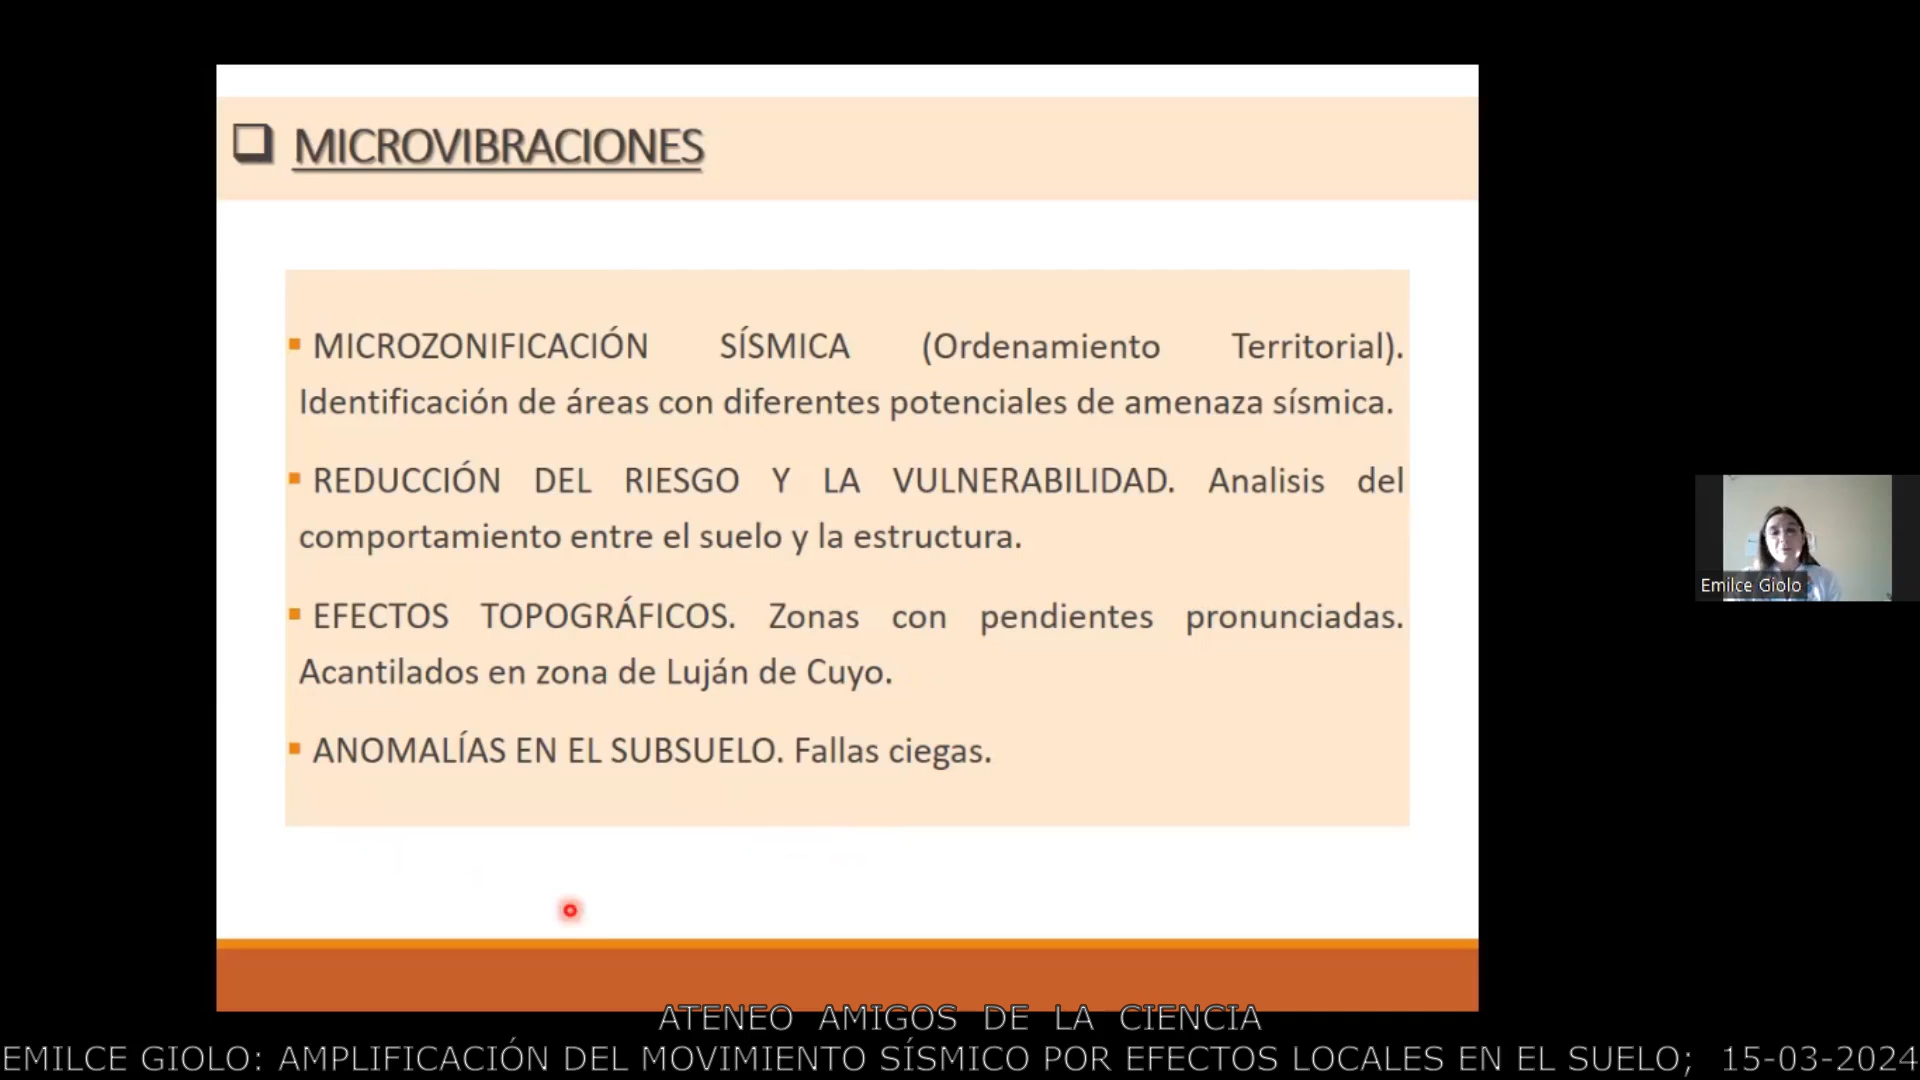 MICROVIBRACIONES
MICROZONIFICACIÓN SÍSMICA (Ordenamiento Territorial).
Identificación de áreas con diferentes potenciales de amenaza sísmica.
REDUCCIÓN DEL RIESGO Y LA VULNERABILIDAD. Analisis del
comportamiento entre el suelo y la estructura.
EFECTOS TOPOGRÁFICOS. Zonas con pendientes pronunciadas.
Acantilados en zona de Luján de Cuyo.
ANOMALÍAS EN EL SUBSUELO. Fallas ciegas.
Emilce Giolo
ATENEO AMIGOS DE LA CIENCIA
EMILCE GIOLO: AMPLIFICACIÓN DEL MOVIMIENTO SÍSMICO POR EFECTOS LOCALES EN EL SUELO; 15-03-2024